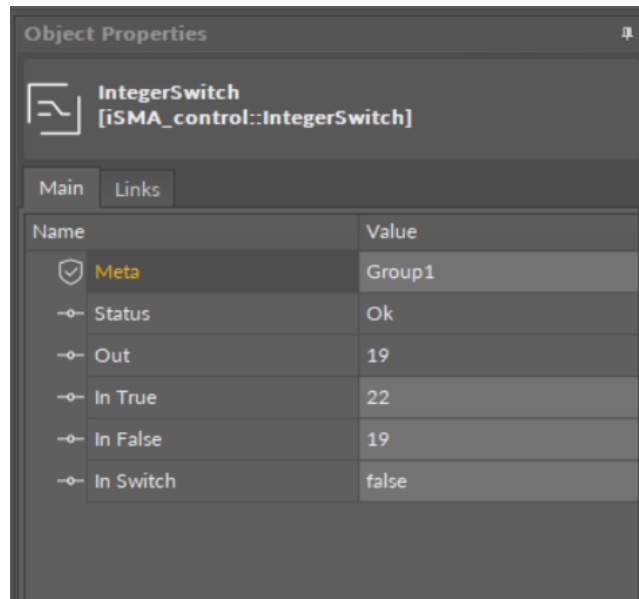 Object Properties
IntegerSwitch
[iSMA_control::IntegerSwitch]
Main Links
Name Value
Meta Group1
Status Ok
Out 19
In True 22
In False 19
In Switch false